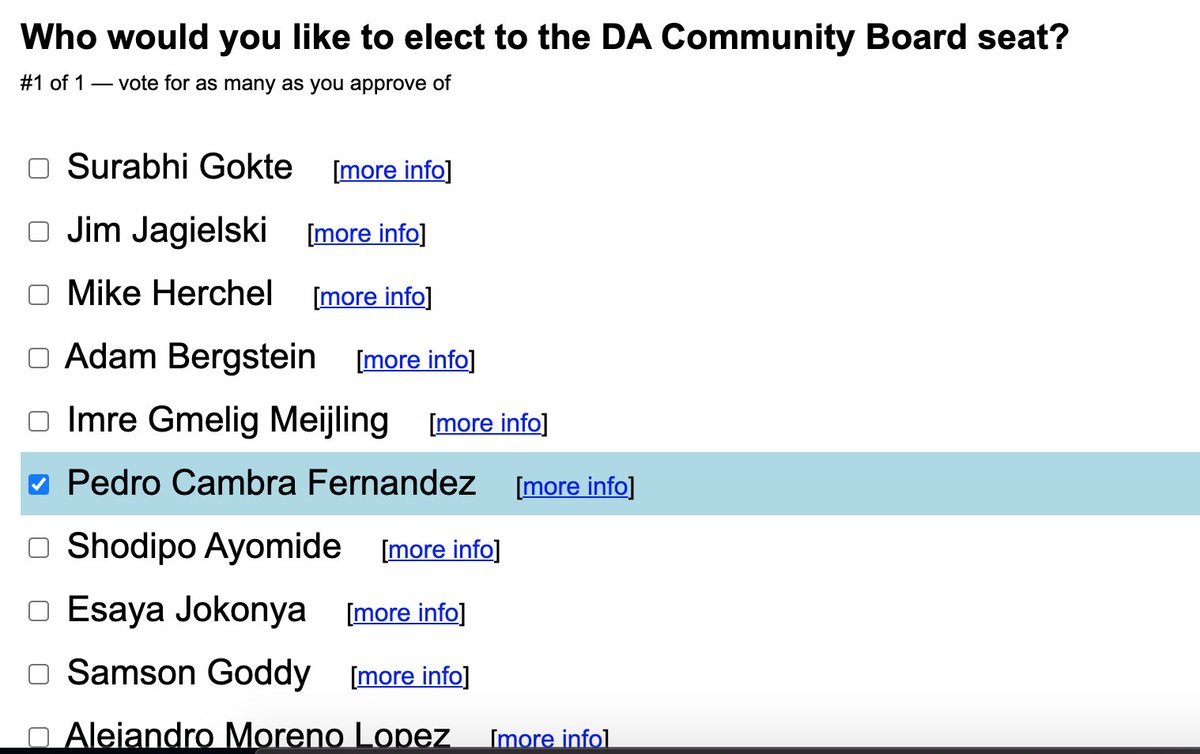 Who would you like to elect to the DA Community Board seat?
#1 of 1 — vote for as many as you approve of
Surabhi Gokte [more info]
Jim Jagielski [more info]
Mike Herchel [more info]
Adam Bergstein [more info]
Imre Gmelig Meijling [more info]
Pedro Cambra Fernandez [more info]
Shodipo Ayomide [more info]
Esaya Jokonya [more info]
Samson Goddy [more info]
Alejandro Moreno Lopez [more info]